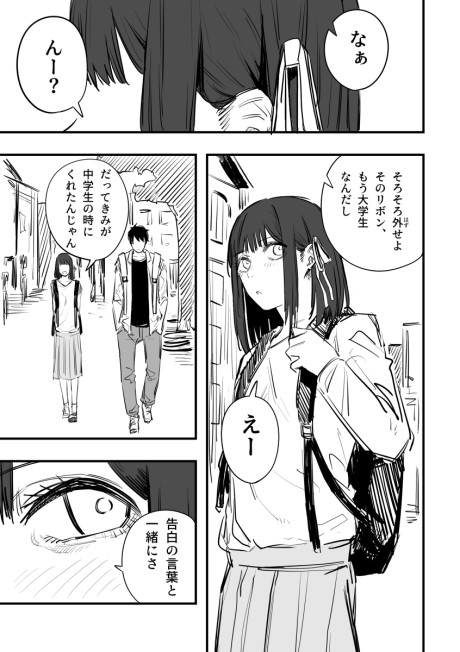 なぁ
んー？
そろそろ外せよ
はず
そのリボン、
もう大学生
なんだし
えー
だってきみが
中学生の時に
くれたんじゃん
告白の言葉と
一緒にさ